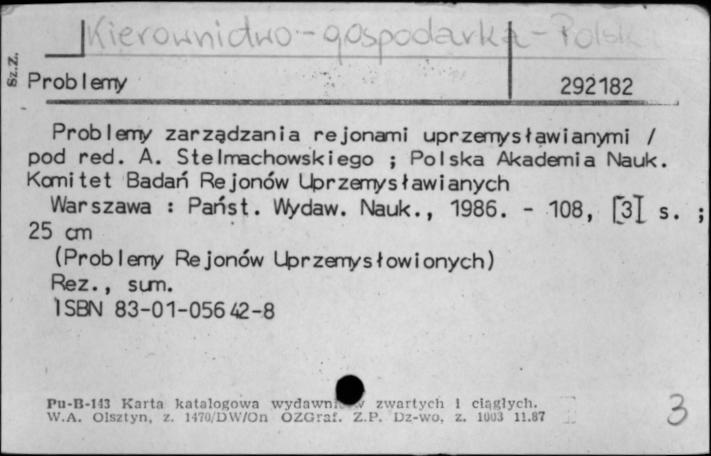 Kierownictwo - gospodarka - Polsk
Sz.Z.
Problemy 292182
Problemy zarządzania rejonami uprzemysławianymi /
pod red. A. Stelmachowskiego ; Polska Akademia Nauk.
Komitet Badań Rejonów Uprzemysławianych
Warszawa : Państ. Wydaw. Nauk., 1986. - 108, [3] s. ;
25 cm
(Problemy Rejonów Uprzemysłowionych)
Rez., sum.
ISBN 83-01-05642-8
Pu-B-143 Karta katalogowa zwartych i ciągłych.
W.A. Olsztyn, z. 1470/DW/On OZGraf. Z.P. Dz-wo, z. 1003 11.87
3